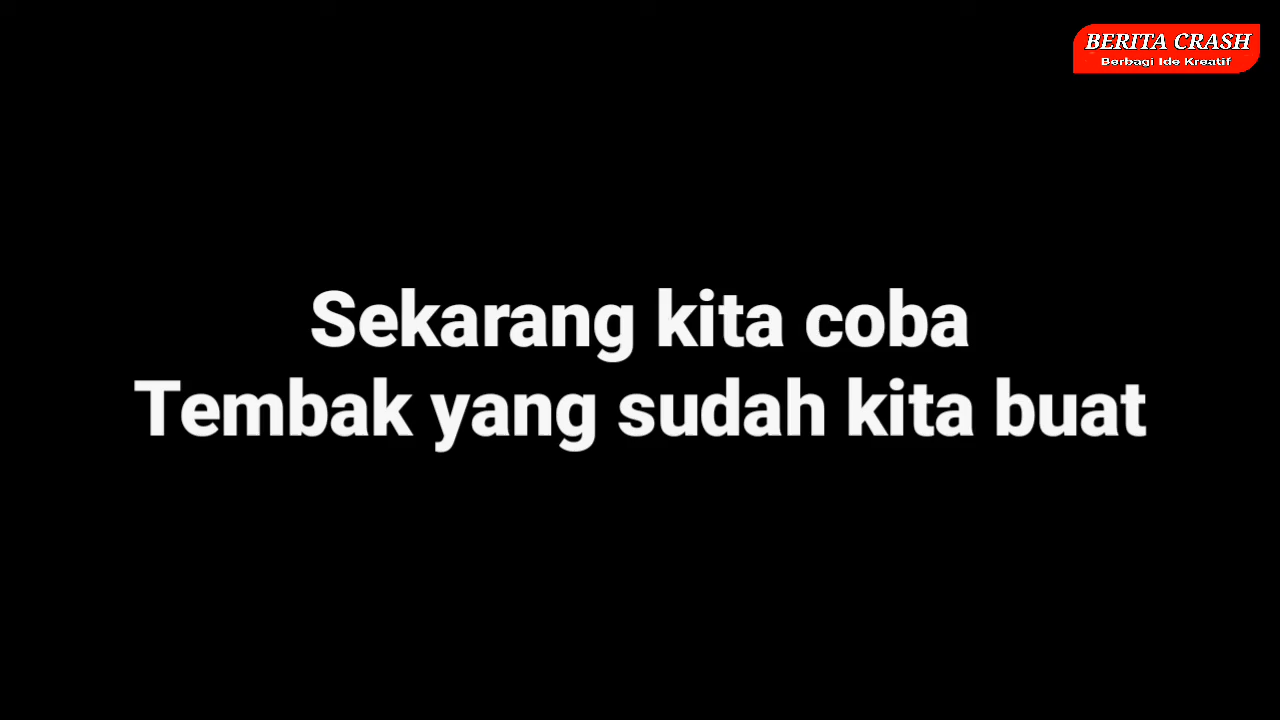 BERITA CRASH
Berbagi Ide Kreatif
Sekarang kita coba
Tembak yang sudah kita buat